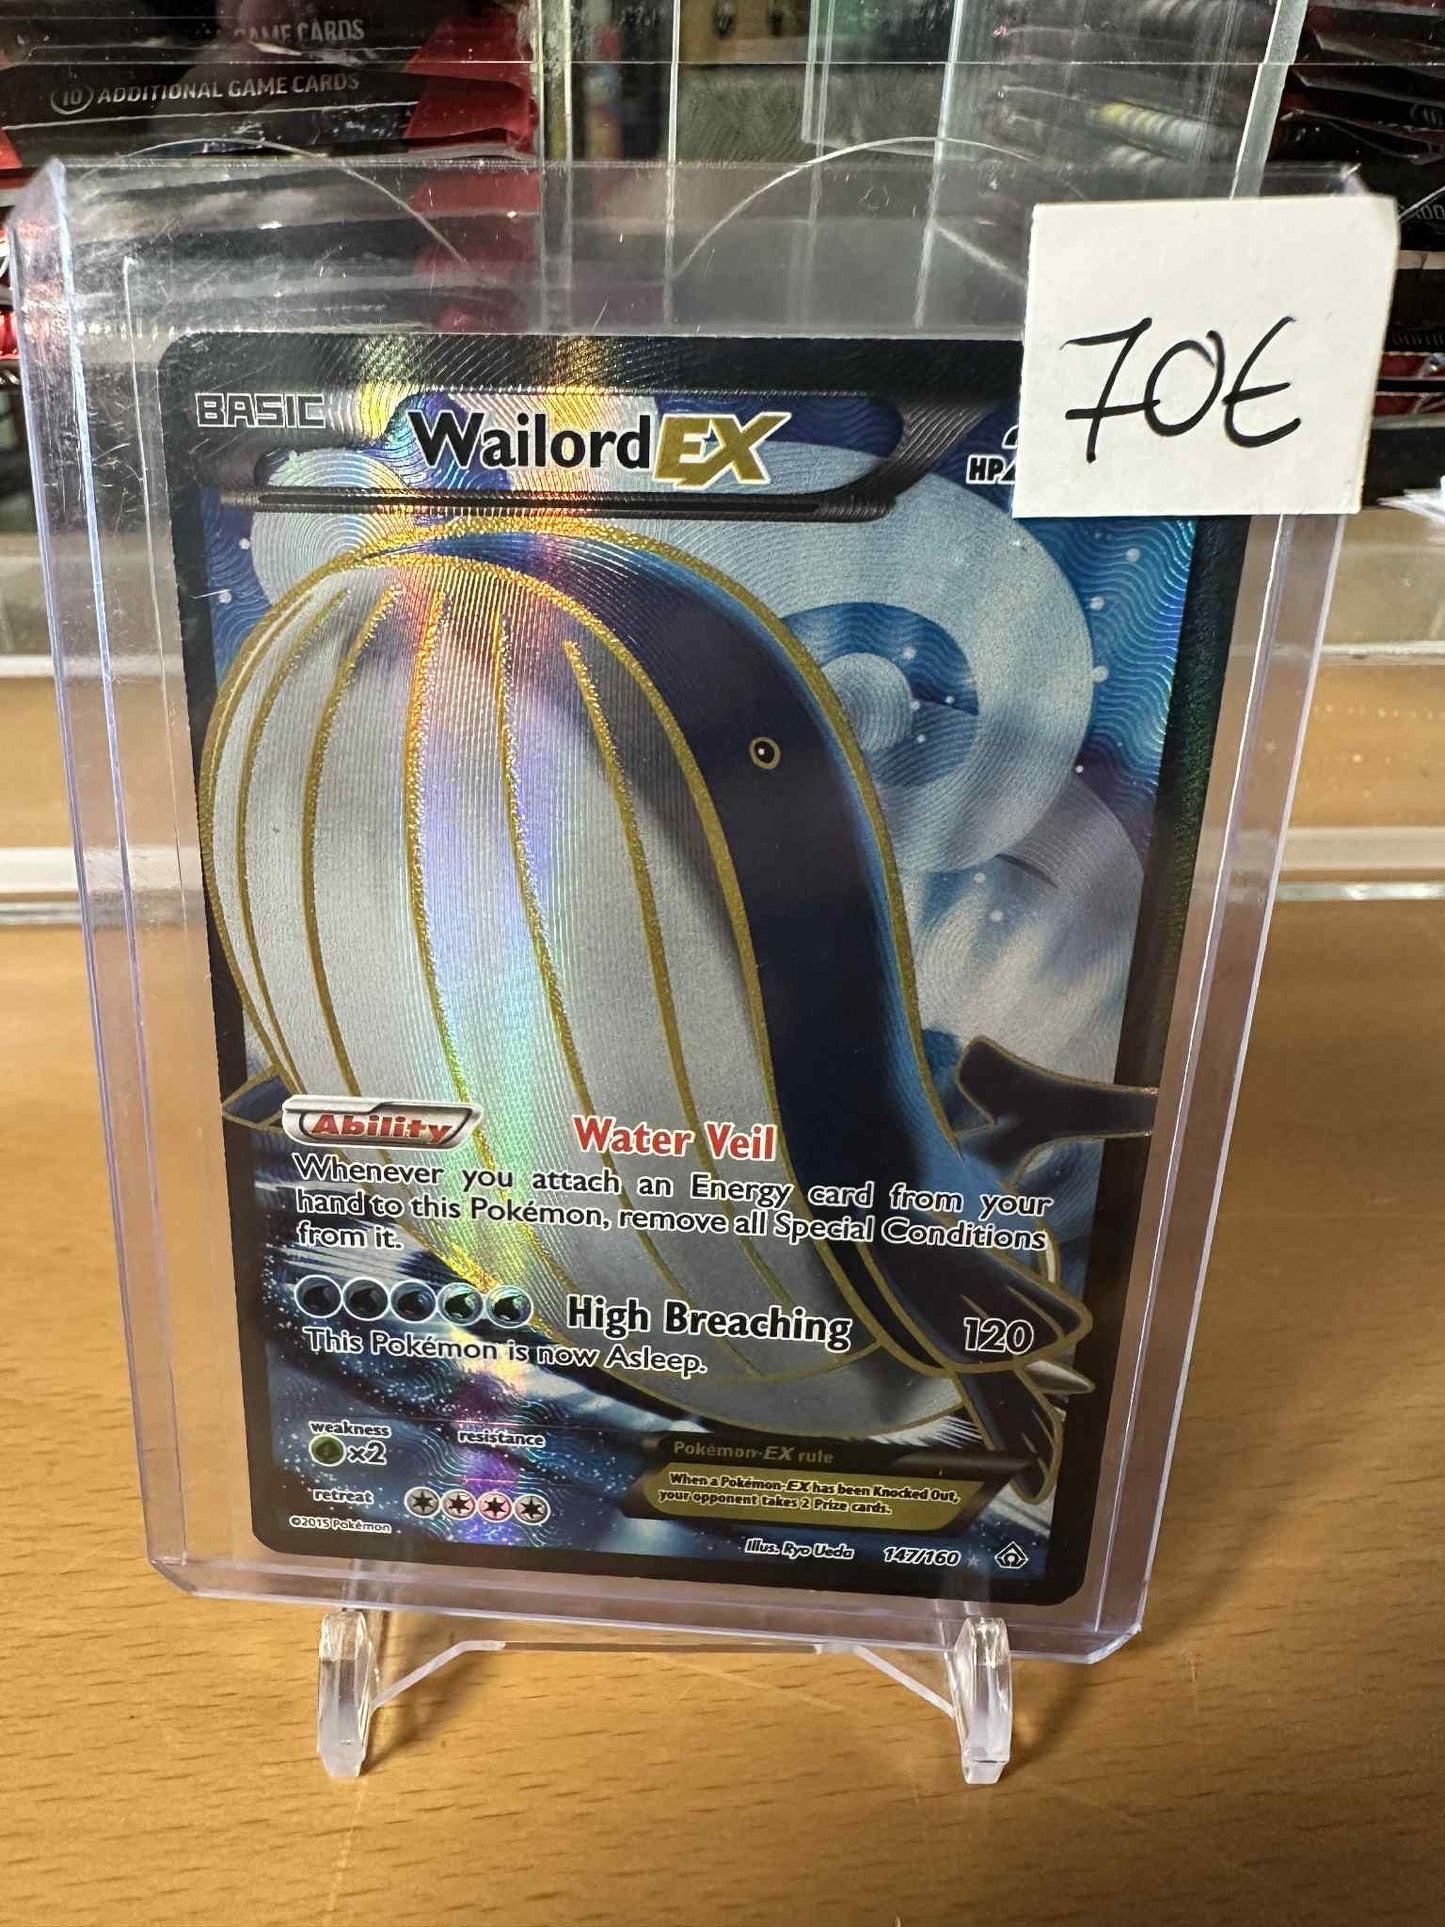 GAME CARDS
10 ADDITIONAL GAME CARDS
70€
BASIC
Wailord EX
HP
Ability Water Veil
Whenever you attach an Energy card from your
hand to this Pokémon, remove all Special Conditions
from it.
High Breaching 120
This Pokémon is now Asleep.
weakness resistance
×2
Pokémon-EX rule
When a Pokémon-EX has been Knocked Out,
your opponent takes 2 Prize cards.
retreat
©2015 Pokémon
Illus. Ryo Ueda 147/160